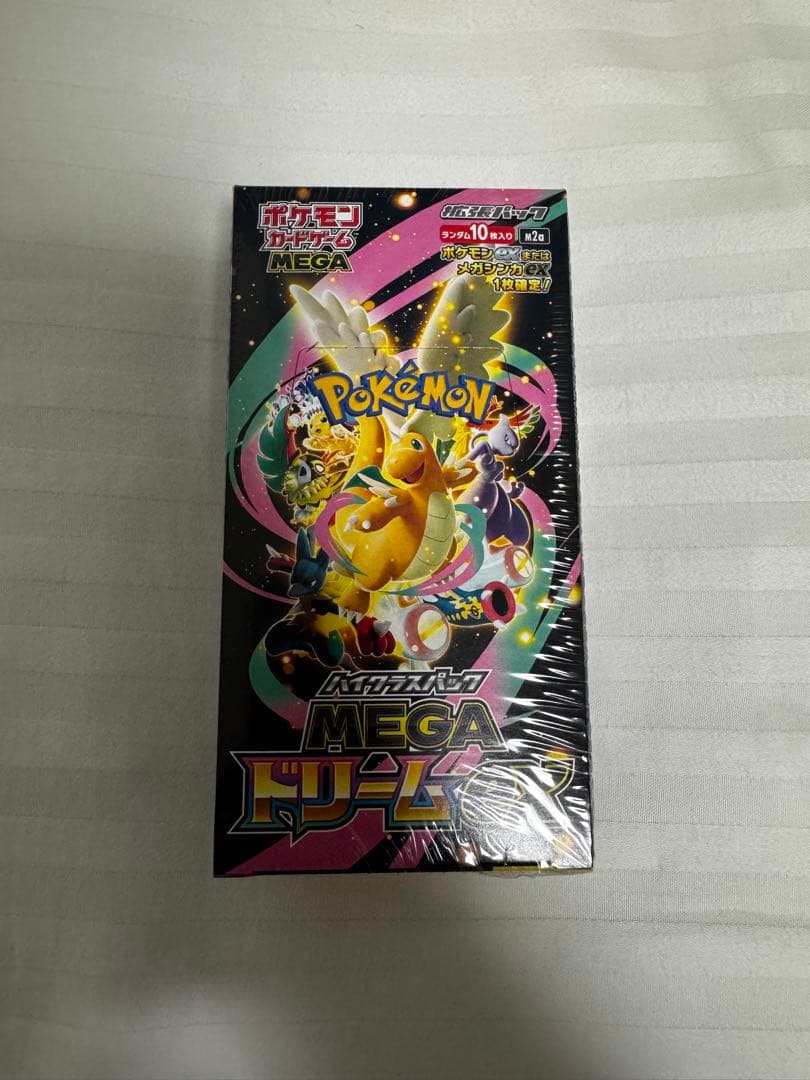 ポケモン
カードゲーム
MEGA
拡張パック
ランダム10枚入り
M2a
ポケモンexまたは
メガシンカex
1枚確定!
POKéMON
ハイクラスパック
MEGA
ドリームex